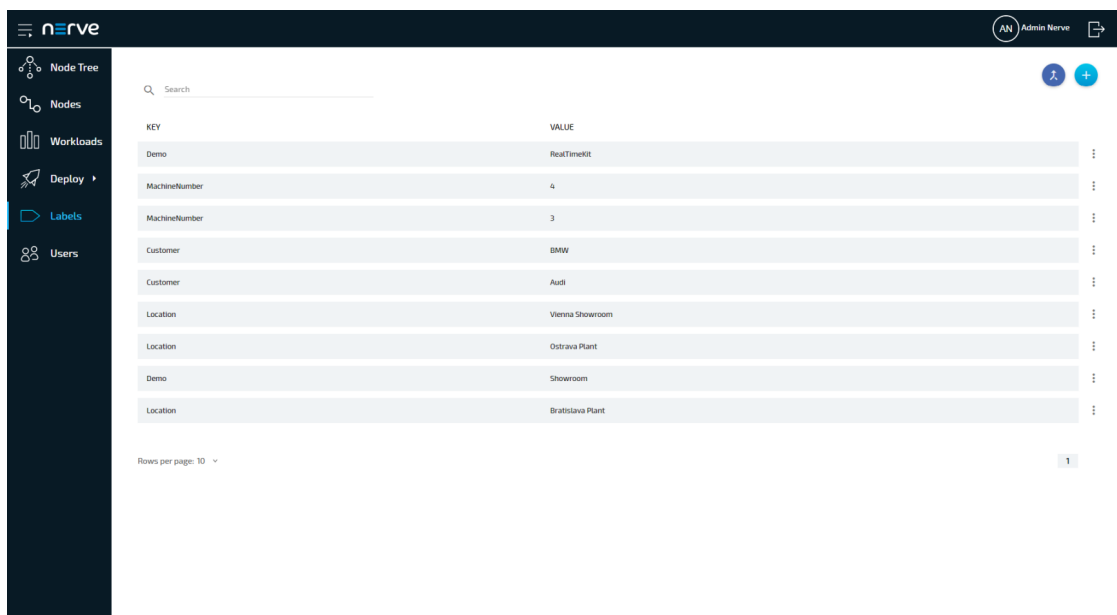 nerve
AN Admin Nerve
Node Tree
Nodes
Workloads
Deploy
Labels
Users
Search
KEY VALUE
Demo RealTimeKit
MachineNumber 4
MachineNumber 3
Customer BMW
Customer Audi
Location Vienna Showroom
Location Ostrava Plant
Demo Showroom
Location Bratislava Plant
Rows per page: 10
1